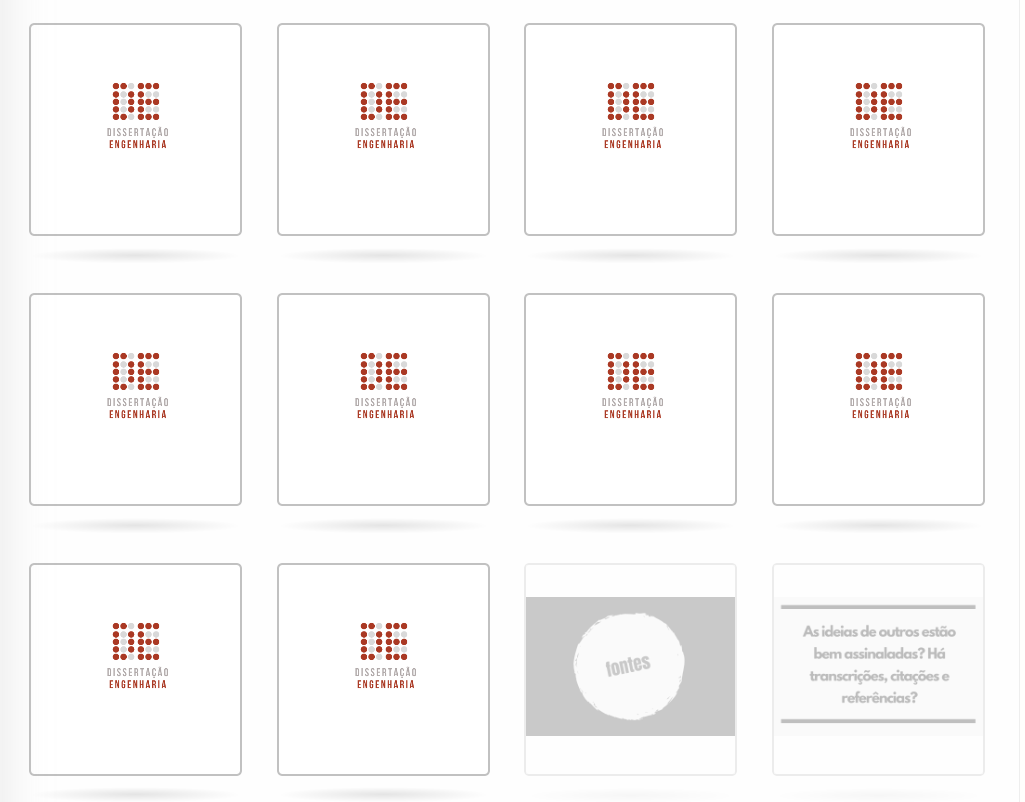 DISSERTAÇÃO
ENGENHARIA
DISSERTAÇÃO
ENGENHARIA
DISSERTAÇÃO
ENGENHARIA
DISSERTAÇÃO
ENGENHARIA
DISSERTAÇÃO
ENGENHARIA
DISSERTAÇÃO
ENGENHARIA
DISSERTAÇÃO
ENGENHARIA
DISSERTAÇÃO
ENGENHARIA
DISSERTAÇÃO
ENGENHARIA
DISSERTAÇÃO
ENGENHARIA
fontes
As ideias de outros estão
bem assinaladas? Há
transcrições, citações e
referências?